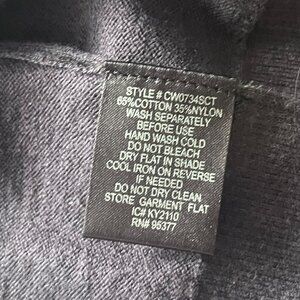 STYLE # CW0734SCT
65%COTTON 35%NYLON
WASH SEPARATELY
BEFORE USE
HAND WASH COLD
DO NOT BLEACH
DRY FLAT IN SHADE
COOL IRON ON REVERSE
IF NEEDED
DO NOT DRY CLEAN
STORE GARMENT FLAT
IC# KY2110
RN# 95377